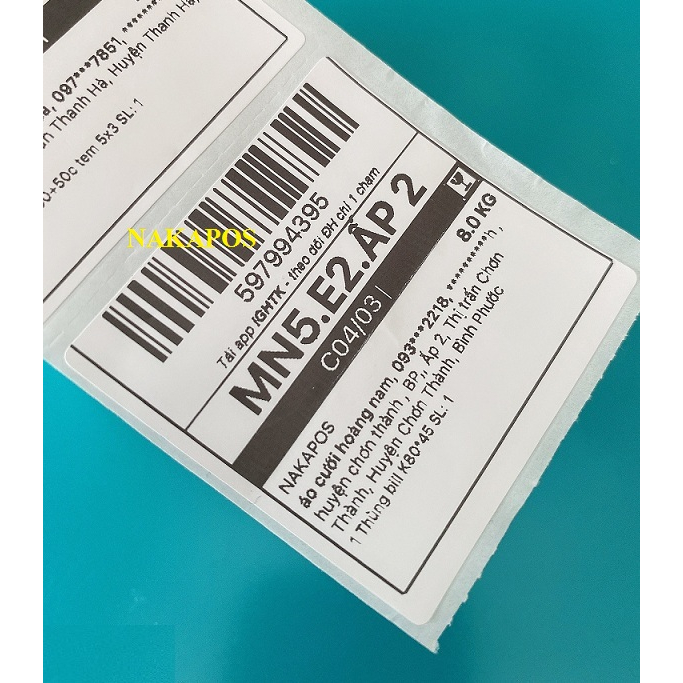 097***7851, ********
Thanh Hà, Huyện Thanh Hà,
+50c tem 5x3 SL: 1
NAKAPOS
597994395
Tải app IGHTK - theo dõi ĐH chỉ 1 chạm
MN5.E2.ẤP 2
C04/03 |
NAKAPOS
8.0 KG
áo cưới hoàng nam, 093***2218, **********h,
huyện chơn thành , BP,, Ấp 2, Thị trấn Chơn
Thành, Huyện Chơn Thành, Bình Phước
1 Thùng bill K80*45 SL: 1